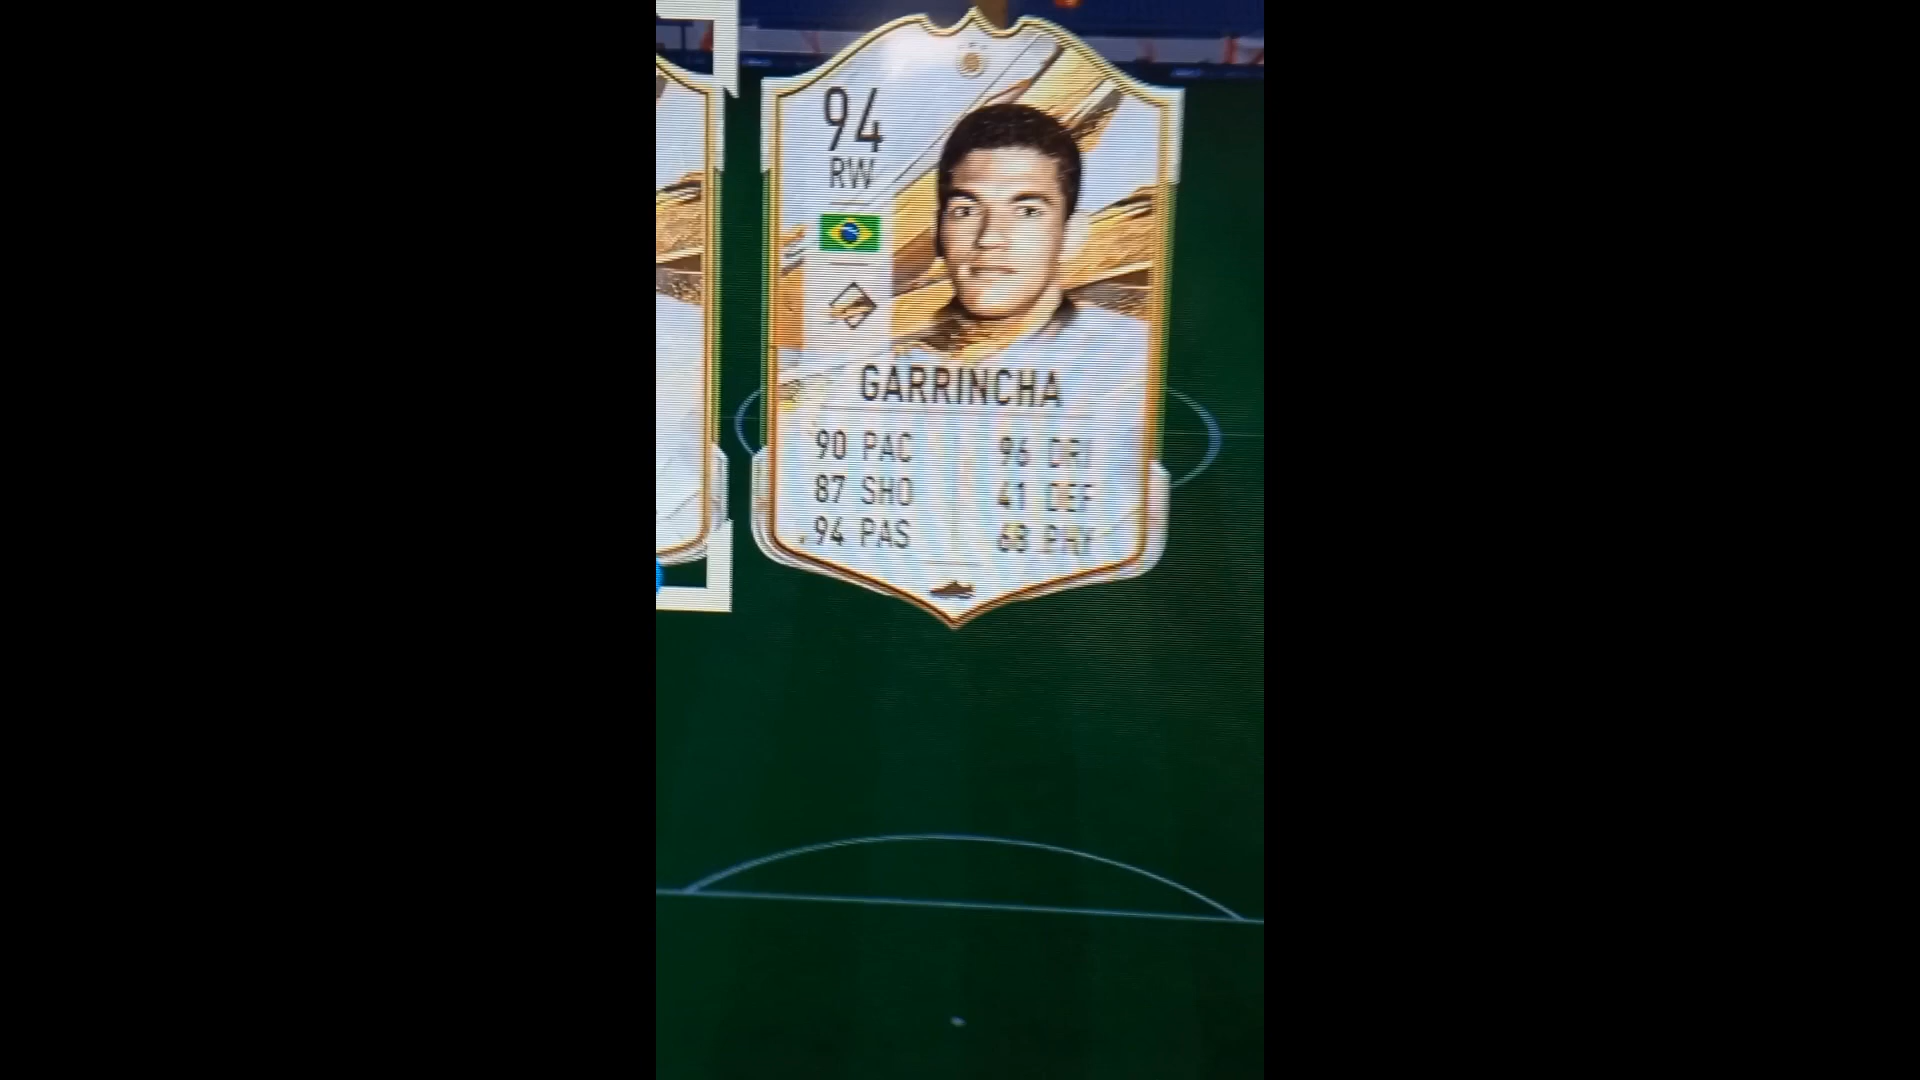 94
RW
GARRINCHA
90 PAC
96 DRI
87 SHO
41 DEF
94 PAS
68 PHY